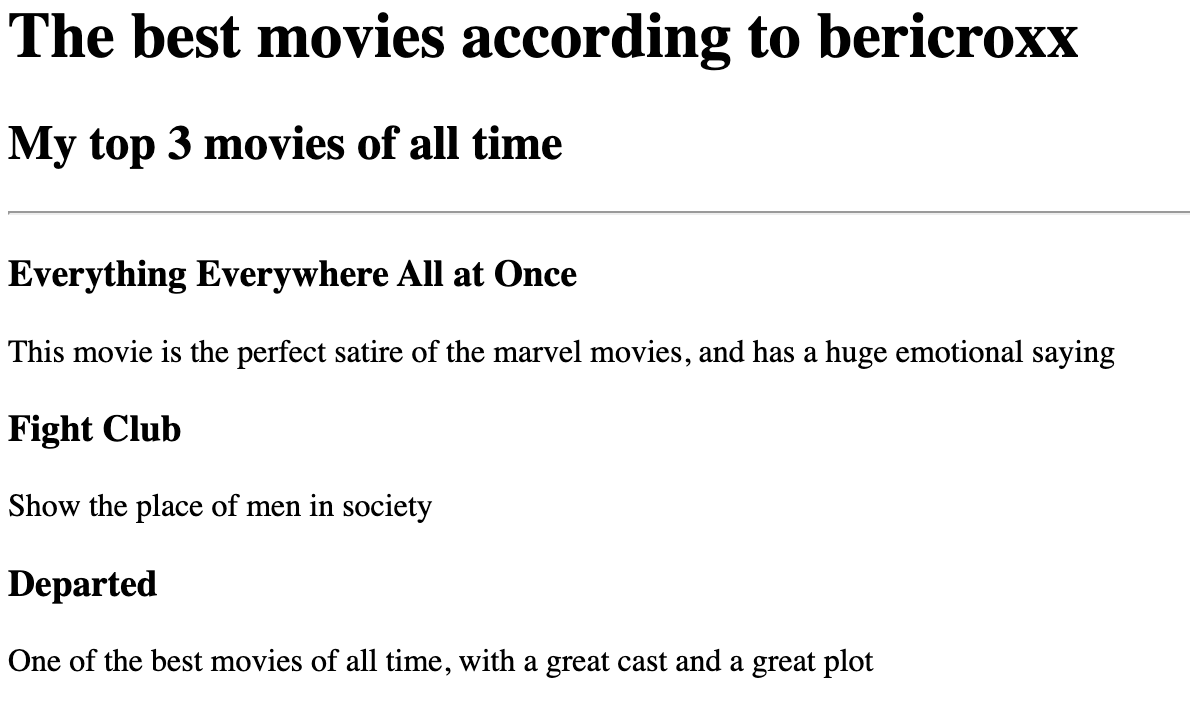 The best movies according to bericroxx
My top 3 movies of all time
Everything Everywhere All at Once
This movie is the perfect satire of the marvel movies, and has a huge emotional saying
Fight Club
Show the place of men in society
Departed
One of the best movies of all time, with a great cast and a great plot